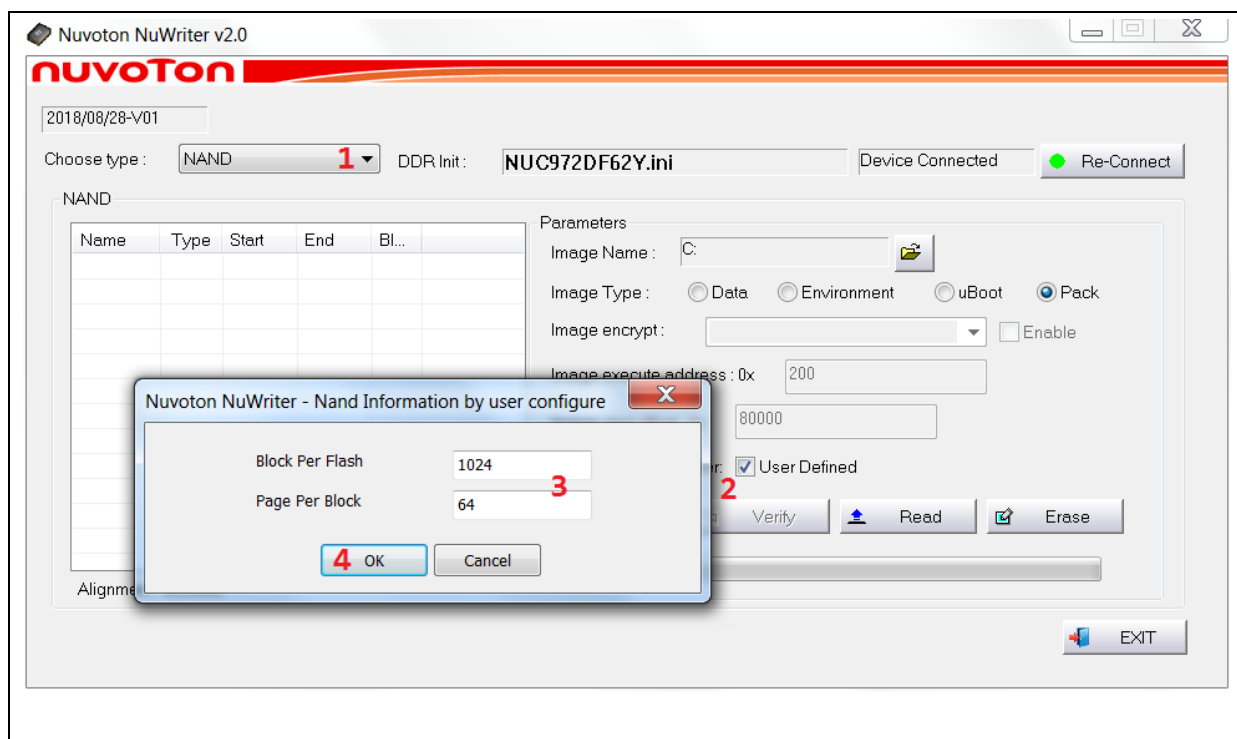 Nuvoton NuWriter v2.0
nuvoTon
2018/08/28-V01
Choose type : NAND 1 DDR Init : NUC972DF62Y.ini Device Connected Re-Connect
NAND
Name Type Start End Bl...
Parameters
Image Name : C:
Image Type : Data Environment uBoot Pack
Image encrypt : Enable
Image execute address : 0x 200
Nuvoton NuWriter - Nand Information by user configure
80000
Block Per Flash 1024
r: User Defined
Page Per Block 64
3
2
Verify Read Erase
4 OK Cancel
Alignme
EXIT